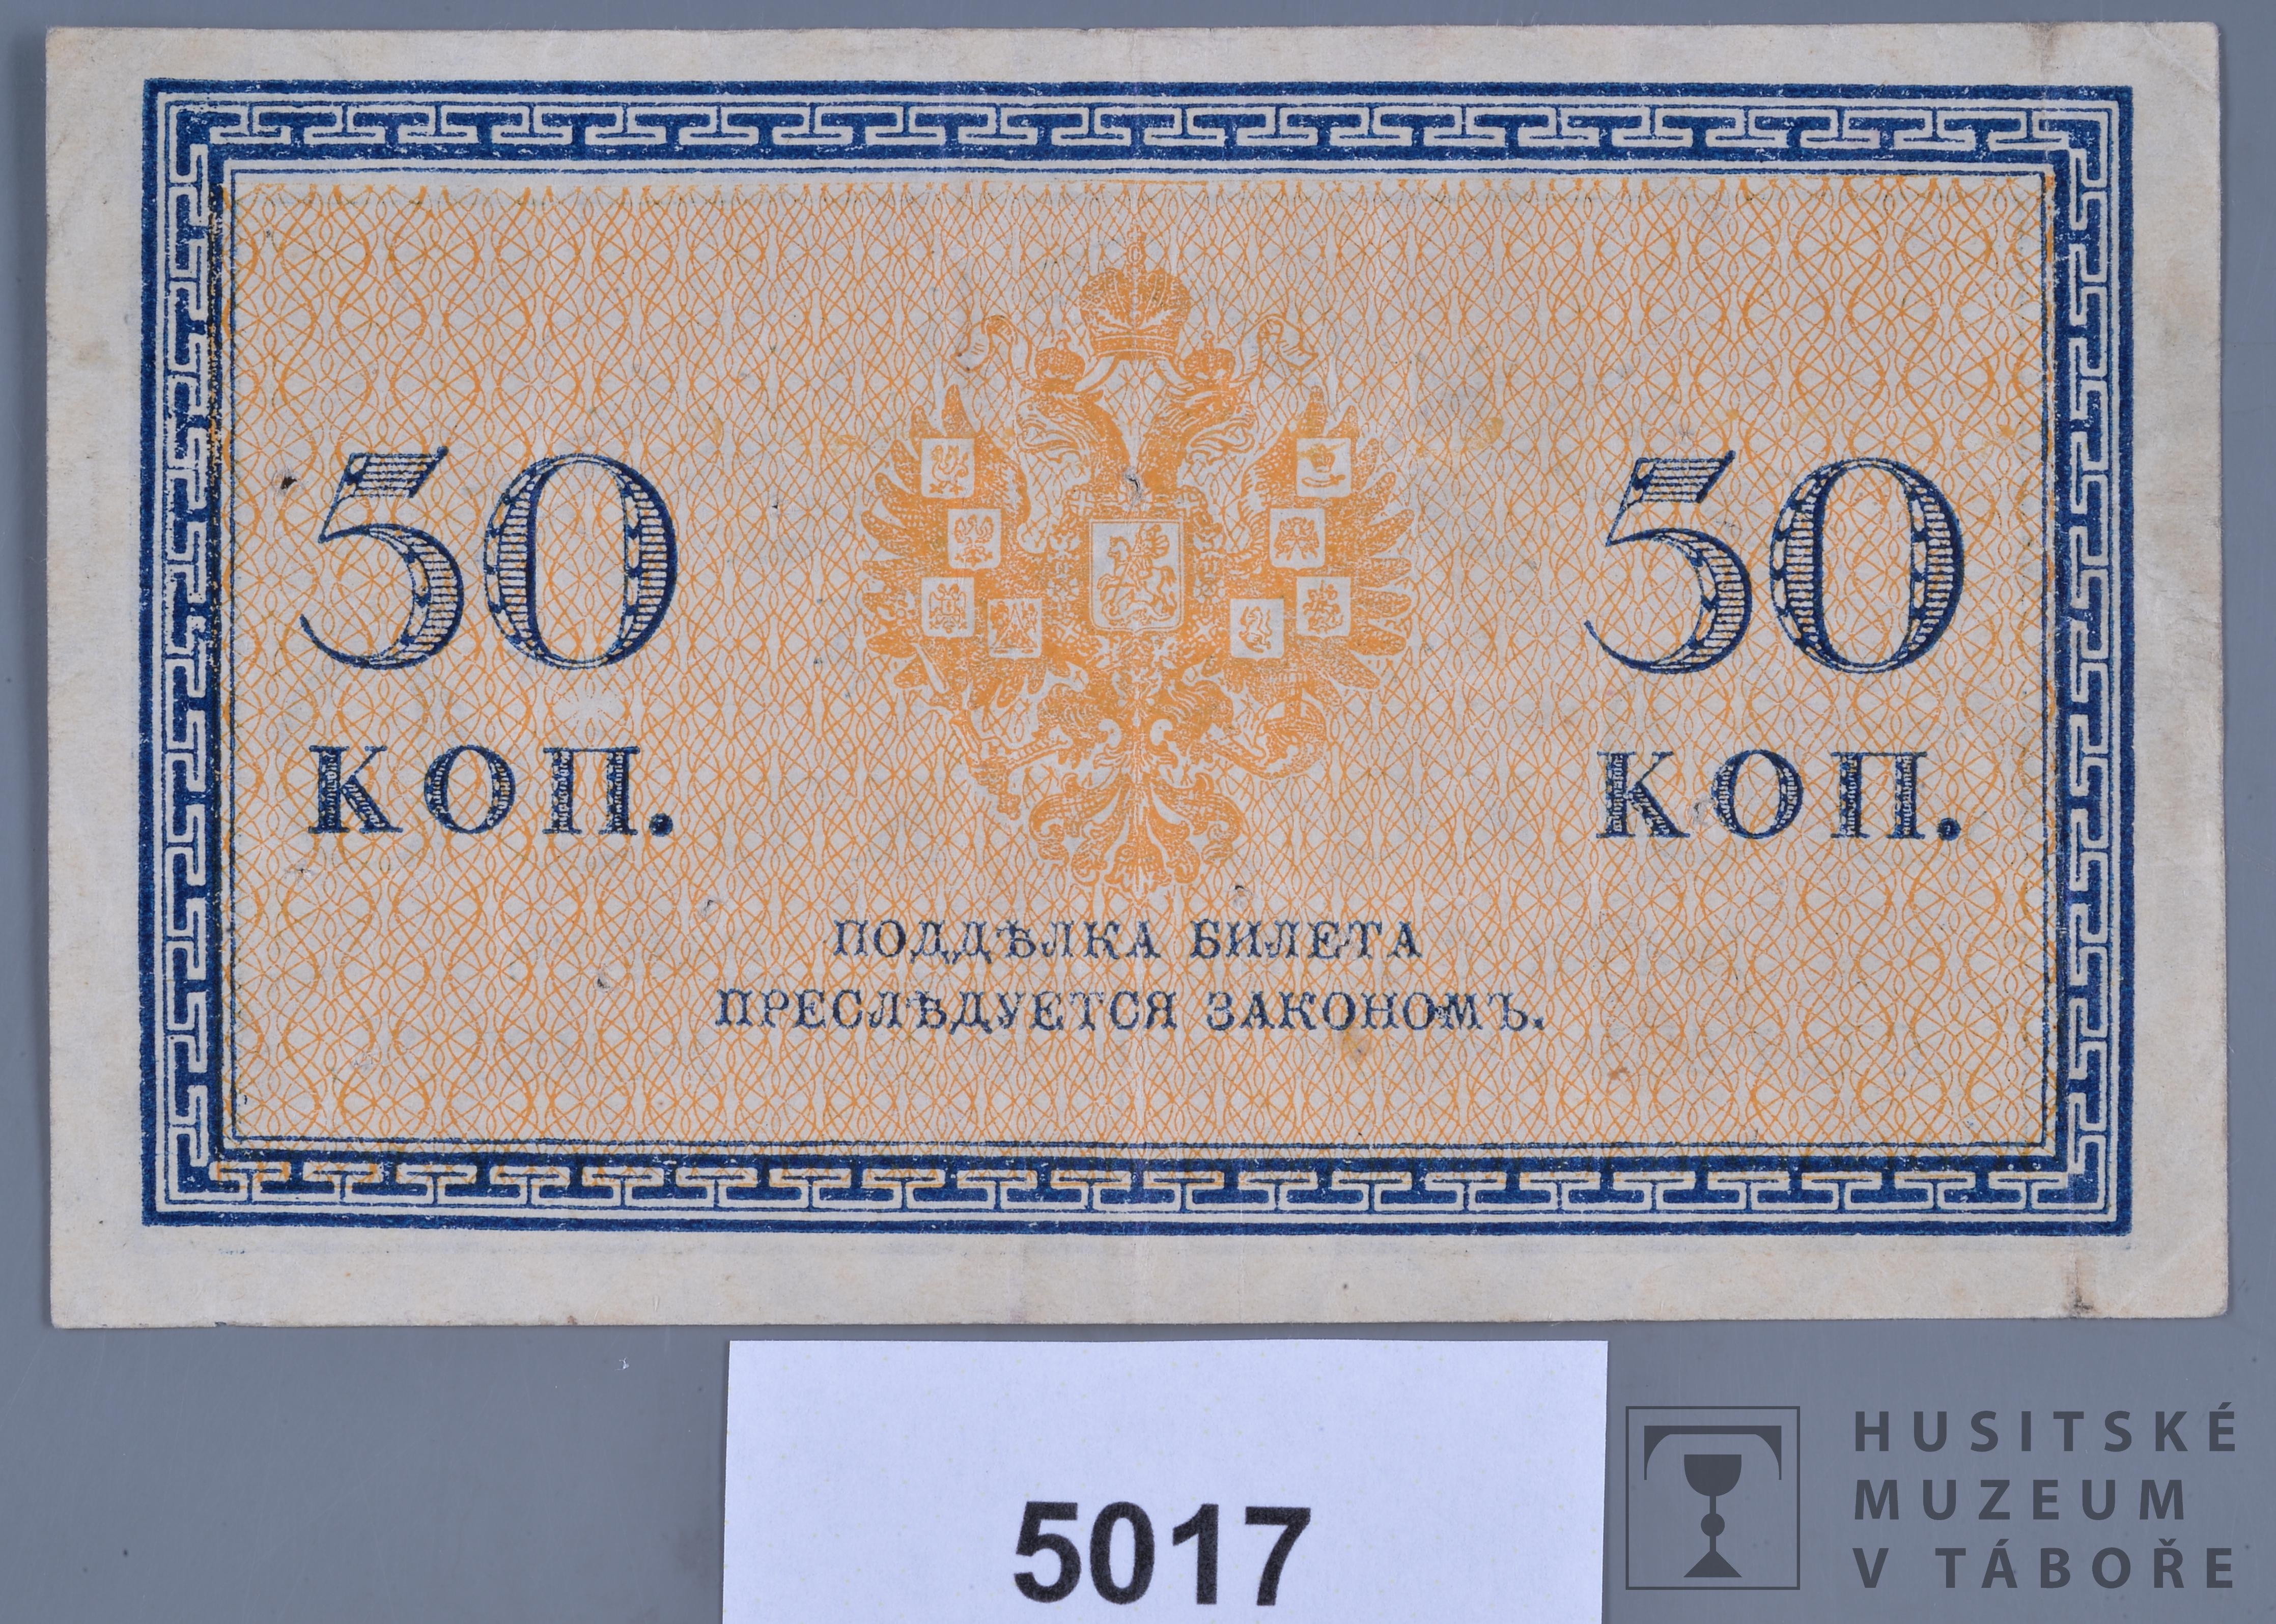 50 50
КОП. КОП.
ПОДДѢЛКА БИЛЕТА
ПРЕСЛѢДУЕТСЯ ЗАКОНОМЪ.
5017
HUSITSKÉ
MUZEUM
V TÁBOŘE